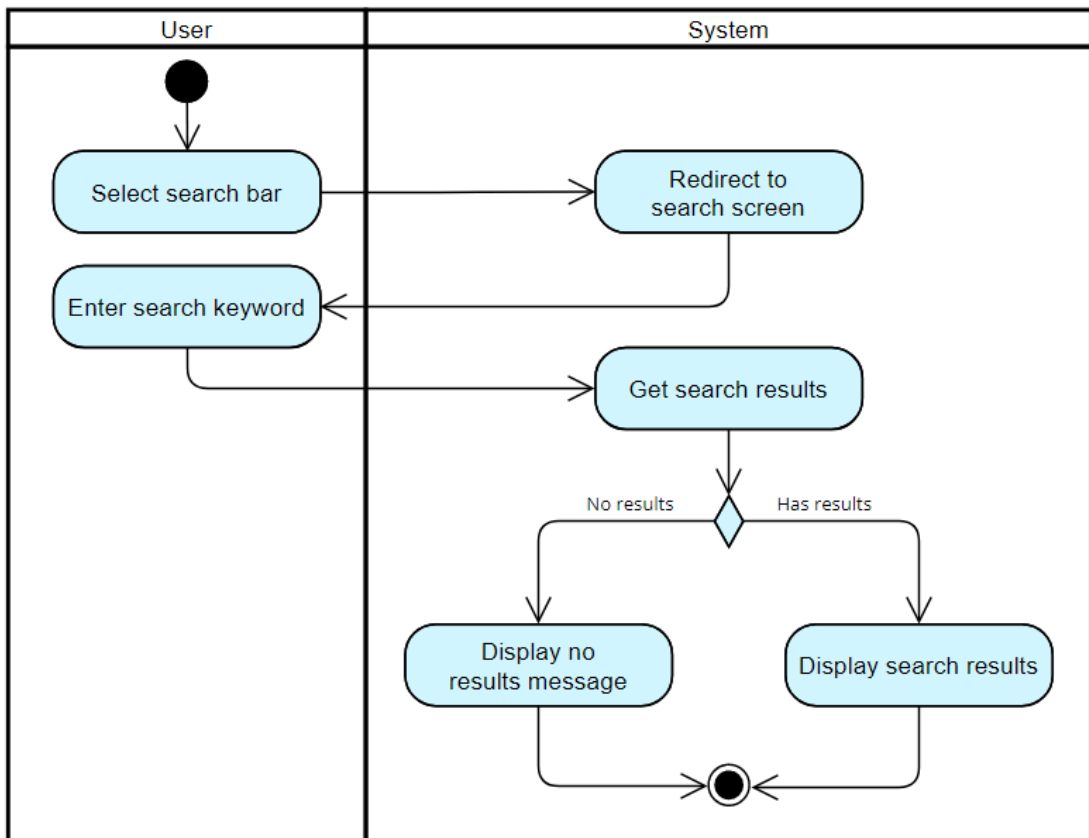 User
System
Select search bar
Redirect to
search screen
Enter search keyword
Get search results
No results
Has results
Display no
results message
Display search results